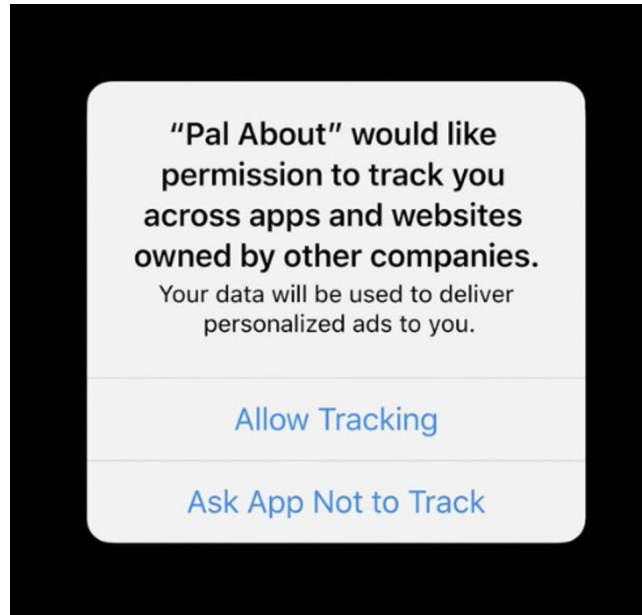 “Pal About” would like
permission to track you
across apps and websites
owned by other companies.
Your data will be used to deliver
personalized ads to you.
Allow Tracking
Ask App Not to Track